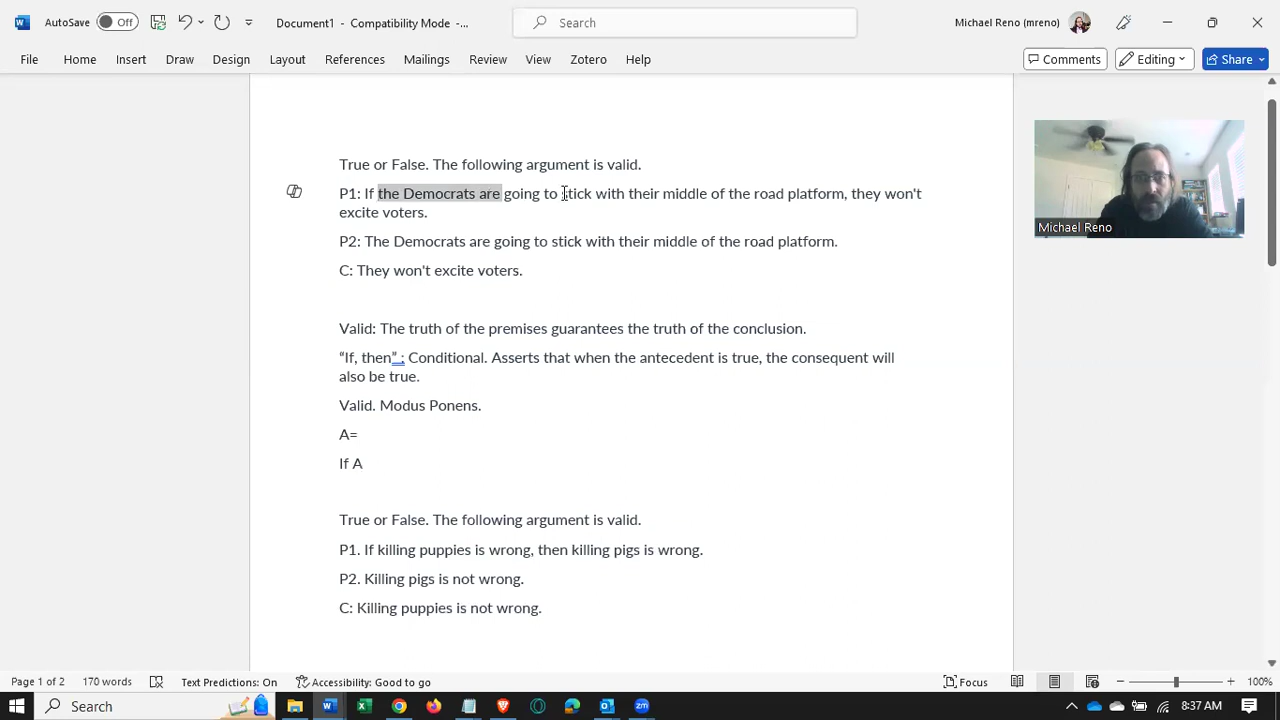 AutoSave Off Document1 - Compatibility Mode -... Search Michael Reno (mreno)
File Home Insert Draw Design Layout References Mailings Review View Zotero Help Comments Editing Share
True or False. The following argument is valid.
P1: If the Democrats are going to stick with their middle of the road platform, they won't
excite voters.
P2: The Democrats are going to stick with their middle of the road platform.
C: They won't excite voters.
Valid: The truth of the premises guarantees the truth of the conclusion.
“If, then” ; Conditional. Asserts that when the antecedent is true, the consequent will
also be true.
Valid. Modus Ponens.
A=
If A
True or False. The following argument is valid.
P1. If killing puppies is wrong, then killing pigs is wrong.
P2. Killing pigs is not wrong.
C: Killing puppies is not wrong.
Michael Reno
Page 1 of 2 170 words Text Predictions: On Accessibility: Good to go Focus 100%
Search 8:37 AM